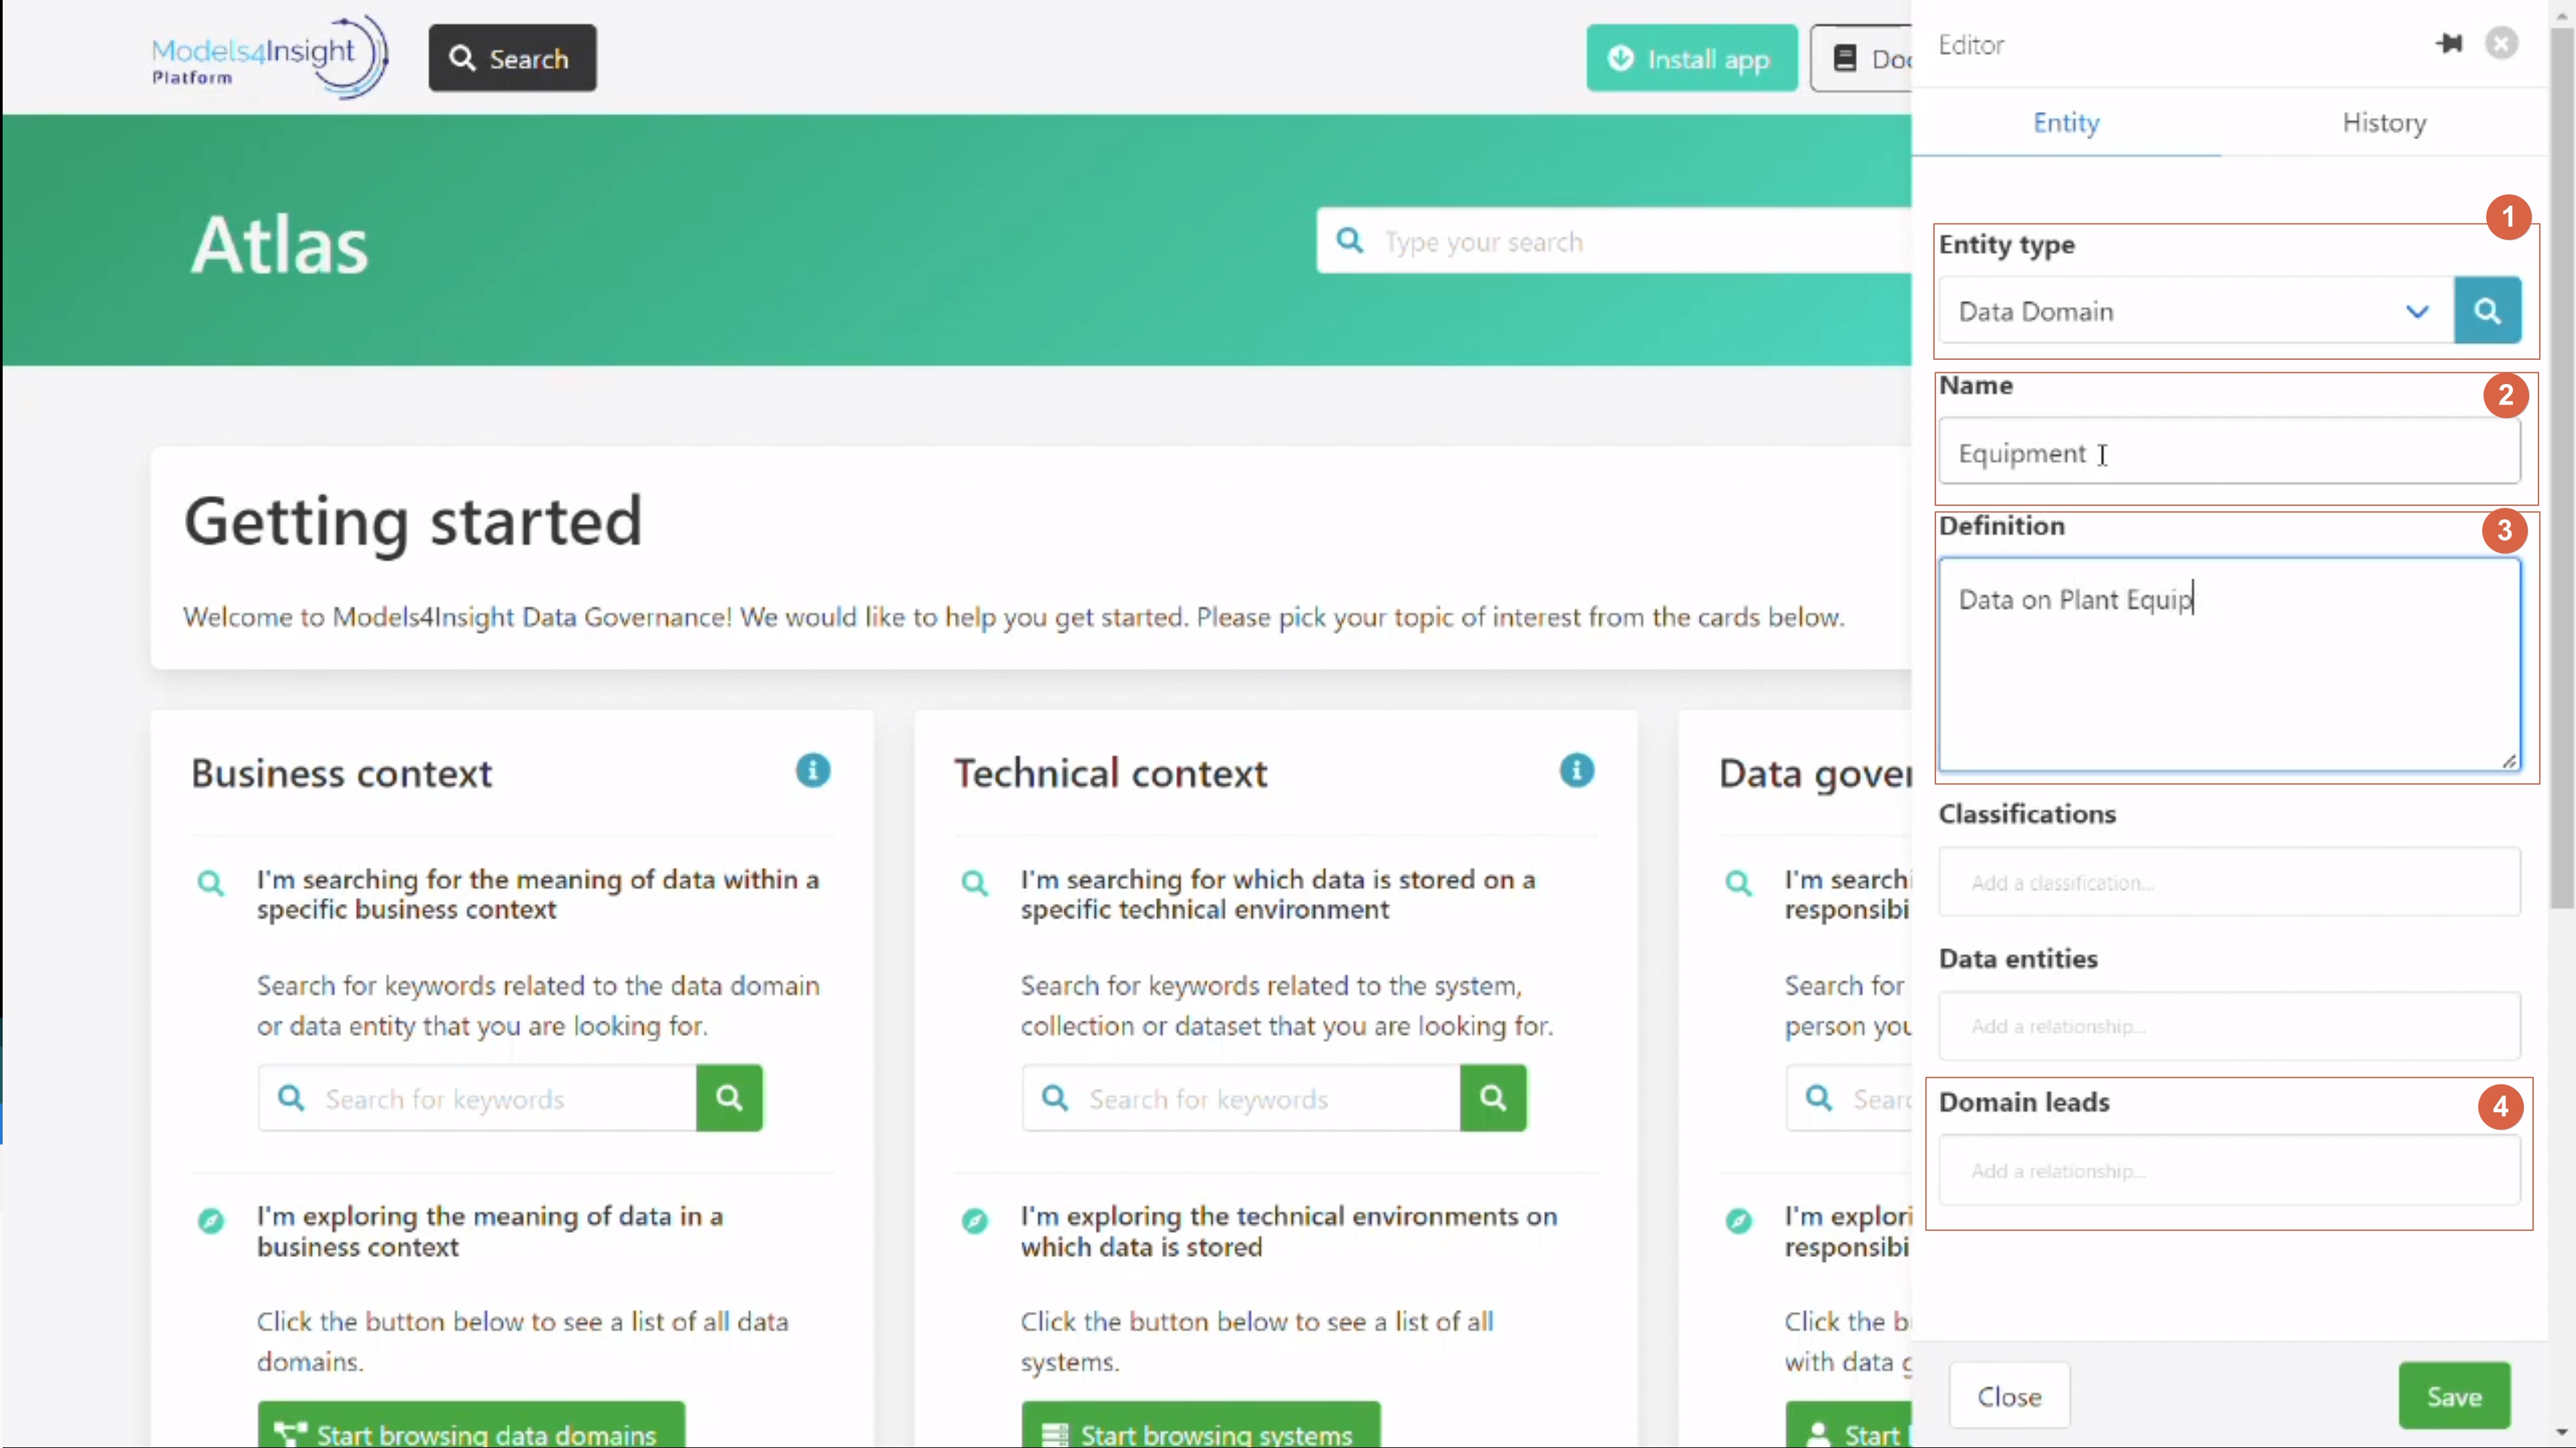 Models4Insight
Platform
Search
Install app
Doc
Atlas
Type your search
Getting started
Welcome to Models4Insight Data Governance! We would like to help you get started. Please pick your topic of interest from the cards below.
Business context
I'm searching for the meaning of data within a
specific business context
Search for keywords related to the data domain
or data entity that you are looking for.
Search for keywords
I'm exploring the meaning of data in a
business context
Click the button below to see a list of all data
domains.
Start browsing data domains
Technical context
I'm searching for which data is stored on a
specific technical environment
Search for keywords related to the system,
collection or dataset that you are looking for.
Search for keywords
I'm exploring the technical environments on
which data is stored
Click the button below to see a list of all
systems.
Start browsing systems
Data gover
I'm searchi
responsibi
Search for
person you
Searc
I'm explori
responsibi
Click the b
with data g
Start
Editor
Entity
History
1
Entity type
Data Domain
2
Name
Equipment
3
Definition
Data on Plant Equip
Classifications
Add a classification...
Data entities
Add a relationship...
4
Domain leads
Add a relationship...
Close
Save